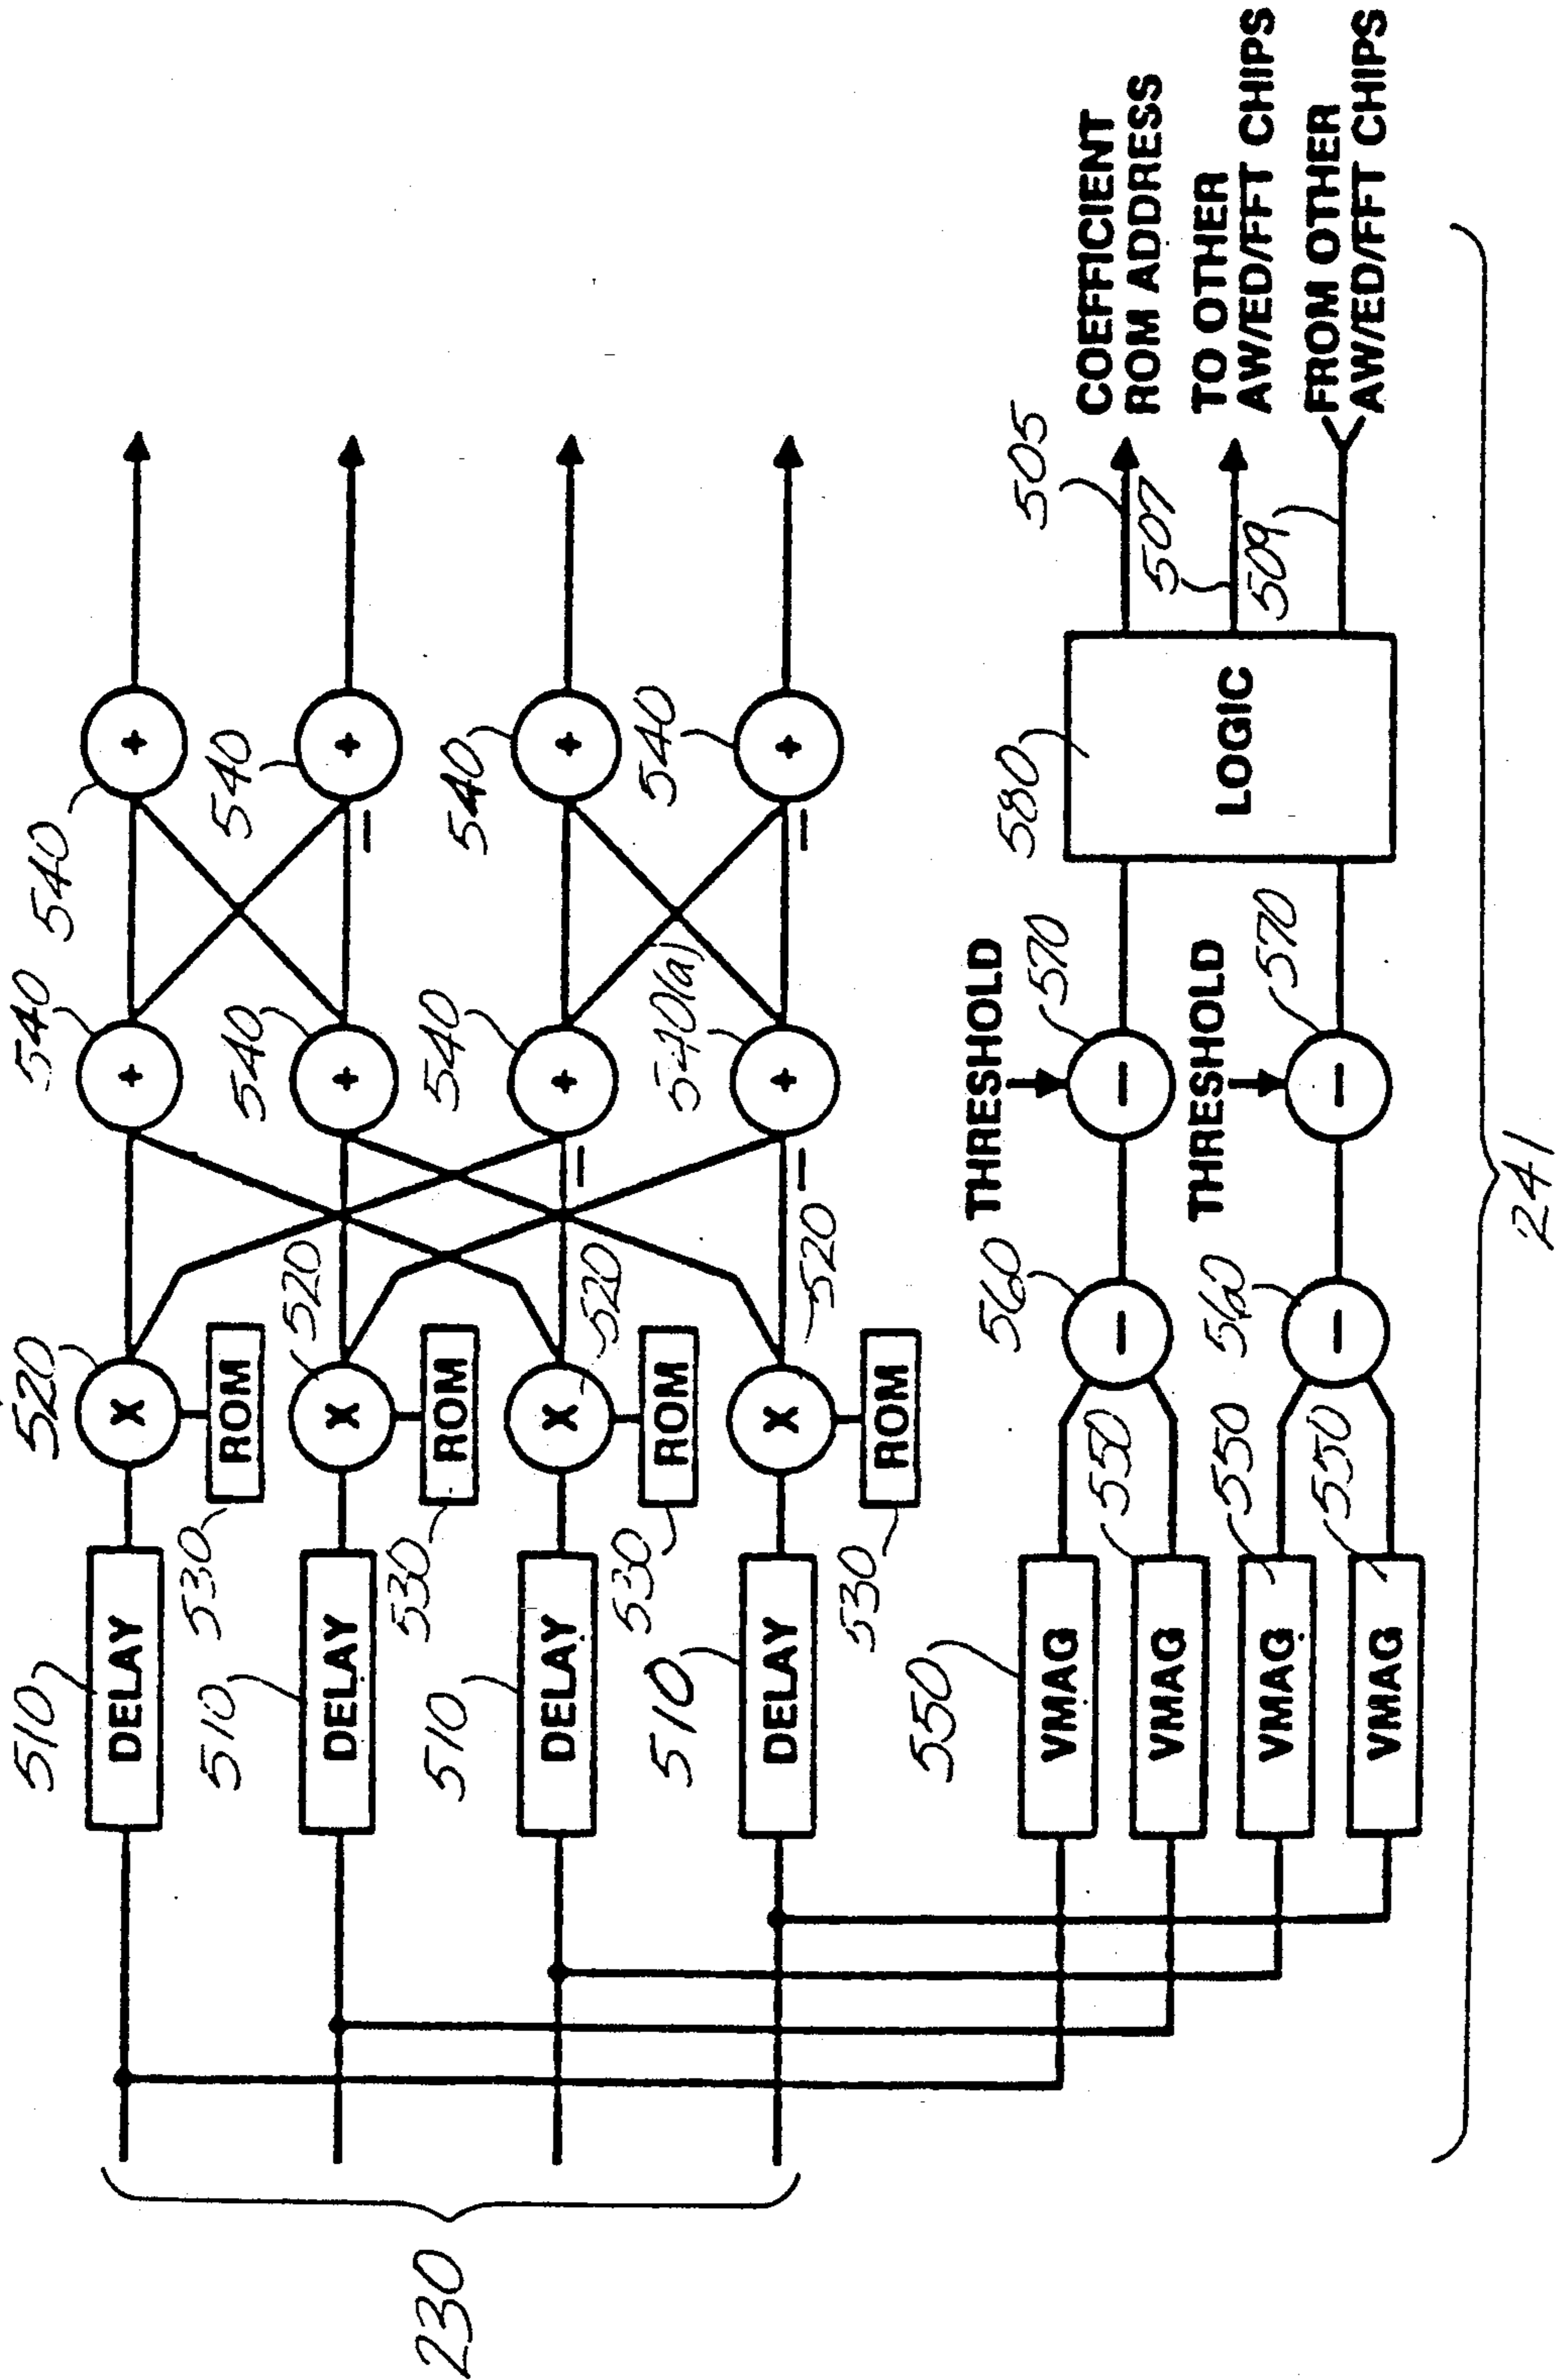 230
510
DELAY
520
X
530
ROM
540
+
540
+
510
DELAY
520
X
530
ROM
540
+
540
+
–
510
DELAY
520
X
530
ROM
540
+
–
540
+
510
DELAY
520
X
530
ROM
540(a)
+
–
540
+
–
550
VMAG
550
VMAG
550
VMAG
550
VMAG
560
–
560
–
THRESHOLD
570
–
THRESHOLD
570
–
580
LOGIC
505
COEFFICIENT
ROM ADDRESS
507
TO OTHER
AW/ED/FFT CHIPS
509
FROM OTHER
AW/ED/FFT CHIPS
241